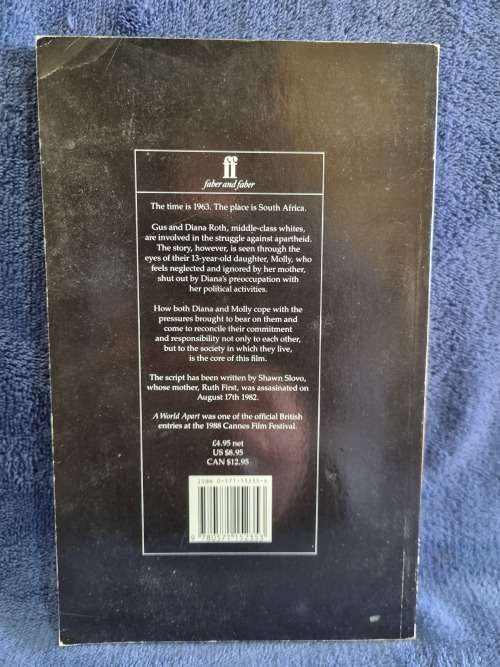 ff
faber and faber
The time is 1963. The place is South Africa.
Gus and Diana Roth, middle-class whites,
are involved in the struggle against apartheid.
The story, however, is seen through the
eyes of their 13-year-old daughter, Molly, who
feels neglected and ignored by her mother,
shut out by Diana's preoccupation with
her political activities.
How both Diana and Molly cope with the
pressures brought to bear on them and
come to reconcile their commitment
and responsibility not only to each other,
but to the society in which they live,
is the core of this film.
The script has been written by Shawn Slovo,
whose mother, Ruth First, was assasinated on
August 17th 1982.
A World Apart was one of the official British
entries at the 1988 Cannes Film Festival.
£4.95 net
US $8.95
CAN $12.95
9 780571 152353